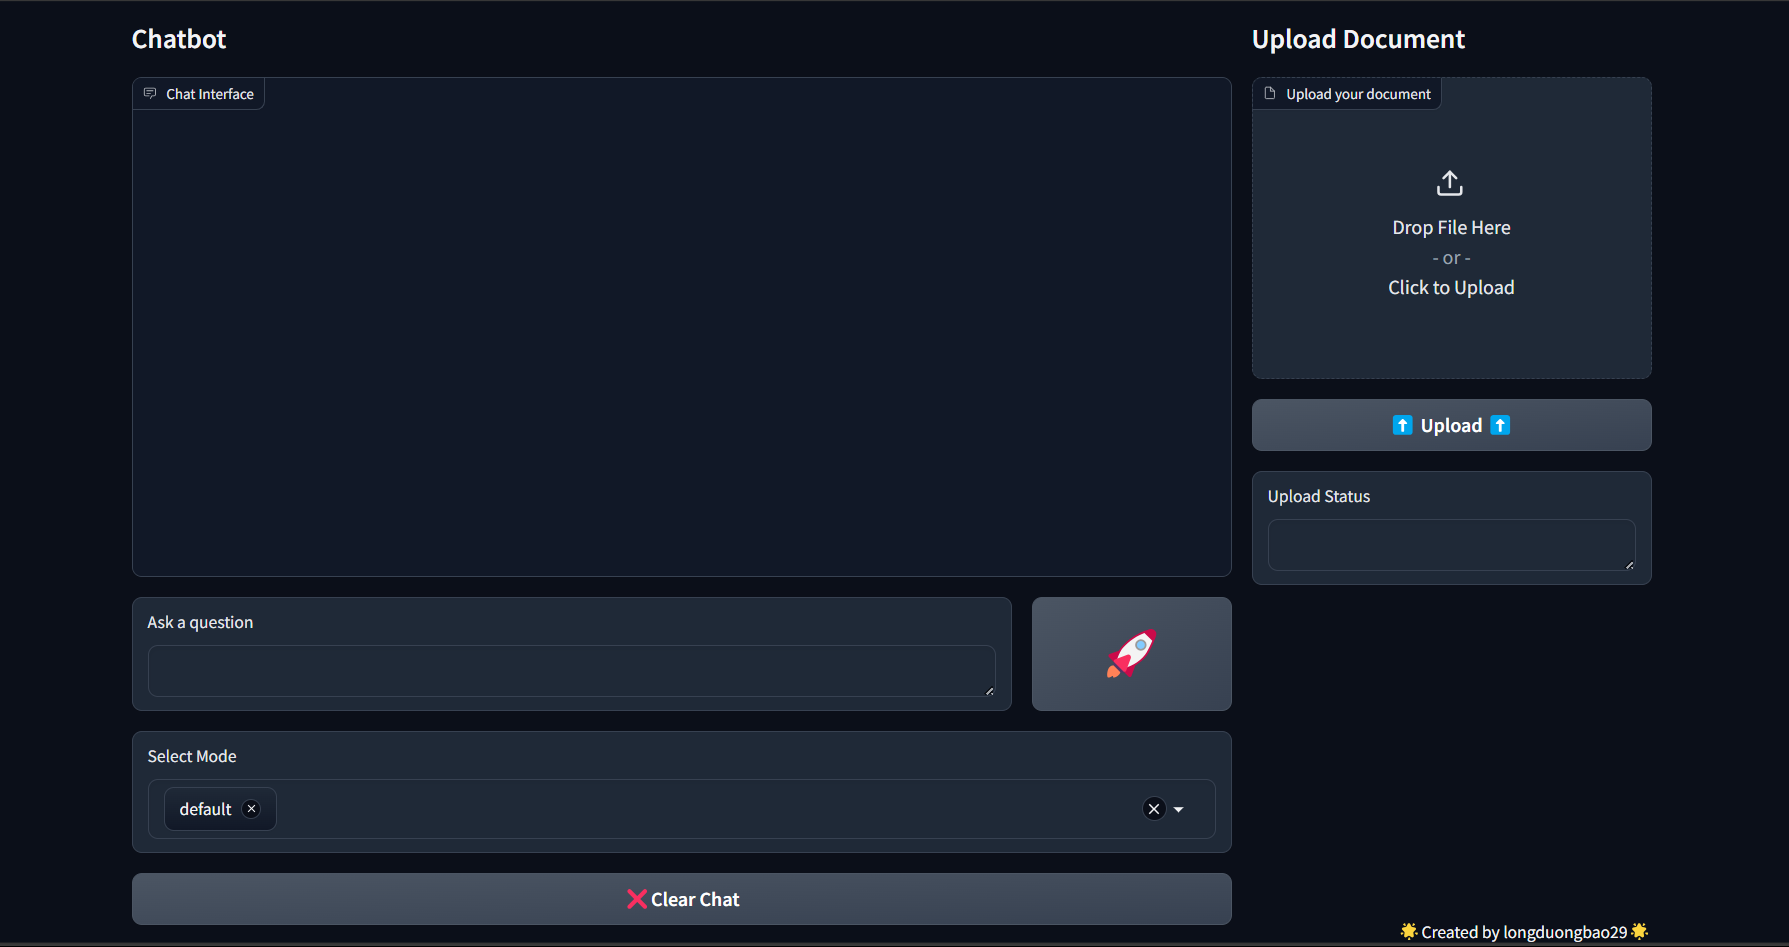 Chatbot
Chat Interface
Ask a question
Select Mode
default
❌ Clear Chat
Upload Document
Upload your document
Drop File Here
- or -
Click to Upload
⬆️ Upload ⬆️
Upload Status
🌟 Created by longduongbao29 🌟